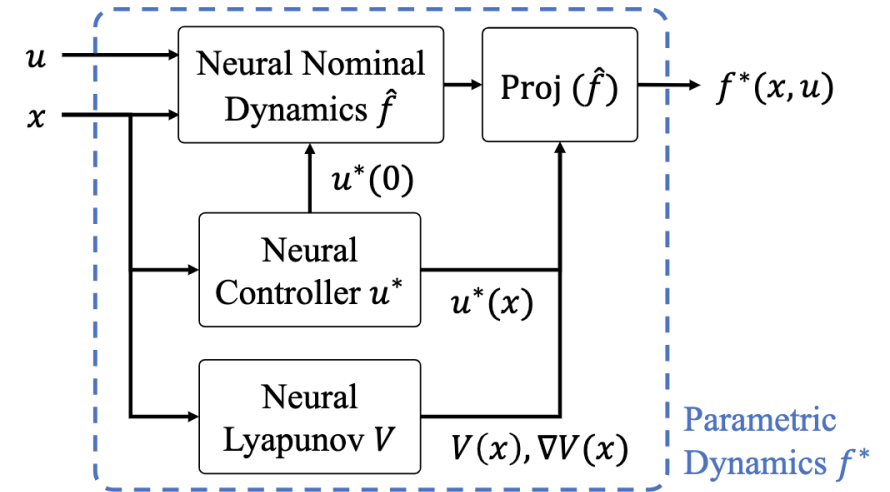 u
Neural Nominal
Dynamics f̂
Proj (f̂)
f*(x, u)
x
u*(0)
Neural
Controller u*
u*(x)
Neural
Lyapunov V
V(x), ∇V(x)
Parametric
Dynamics f*